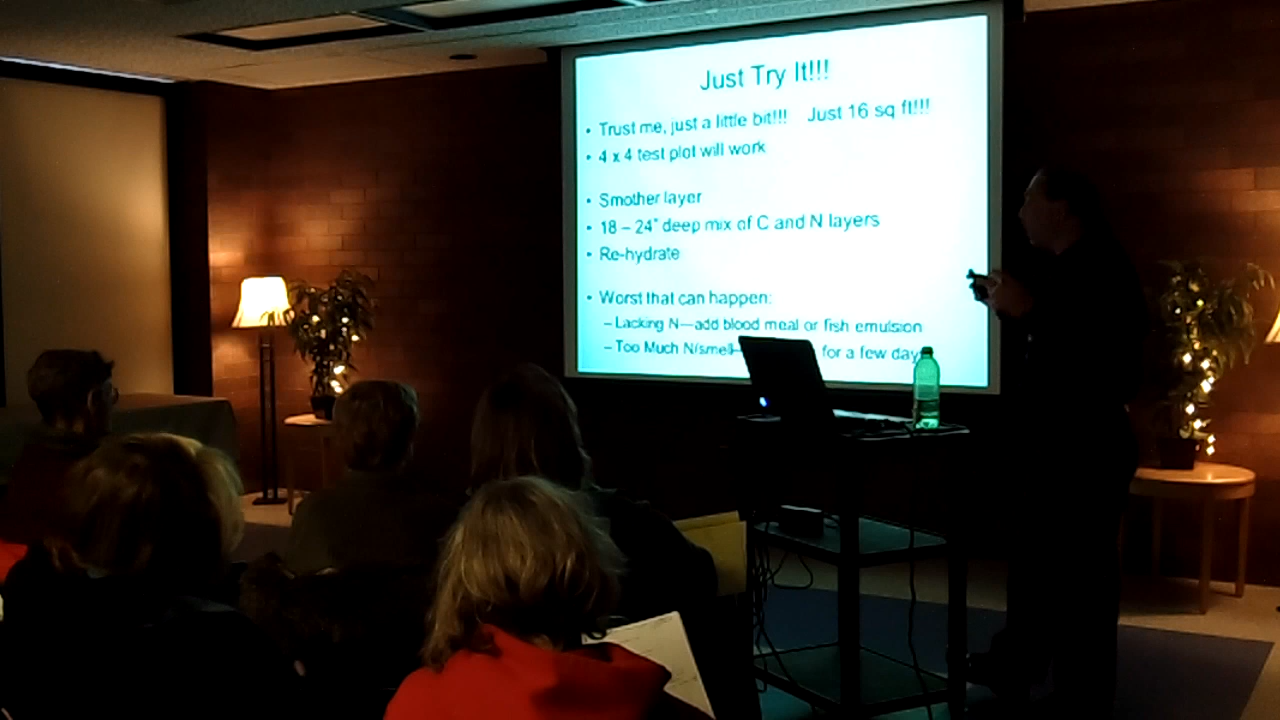 Just Try It!!!
• Trust me, just a little bit!!! Just 16 sq ft!!!
• 4 x 4 test plot will work
• Smother layer
• 18 – 24" deep mix of C and N layers
• Re-hydrate
• Worst that can happen:
– Lacking N—add blood meal or fish emulsion
– Too Much N/smell— for a few day